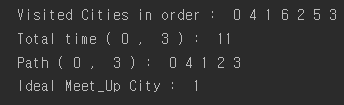 Visited Cities in order :  0 4 1 6 2 5 3
Total time ( 0 ,  3 ) :  11
Path ( 0 ,  3 ) :  0 4 1 2 3
Ideal Meet_Up City :  1